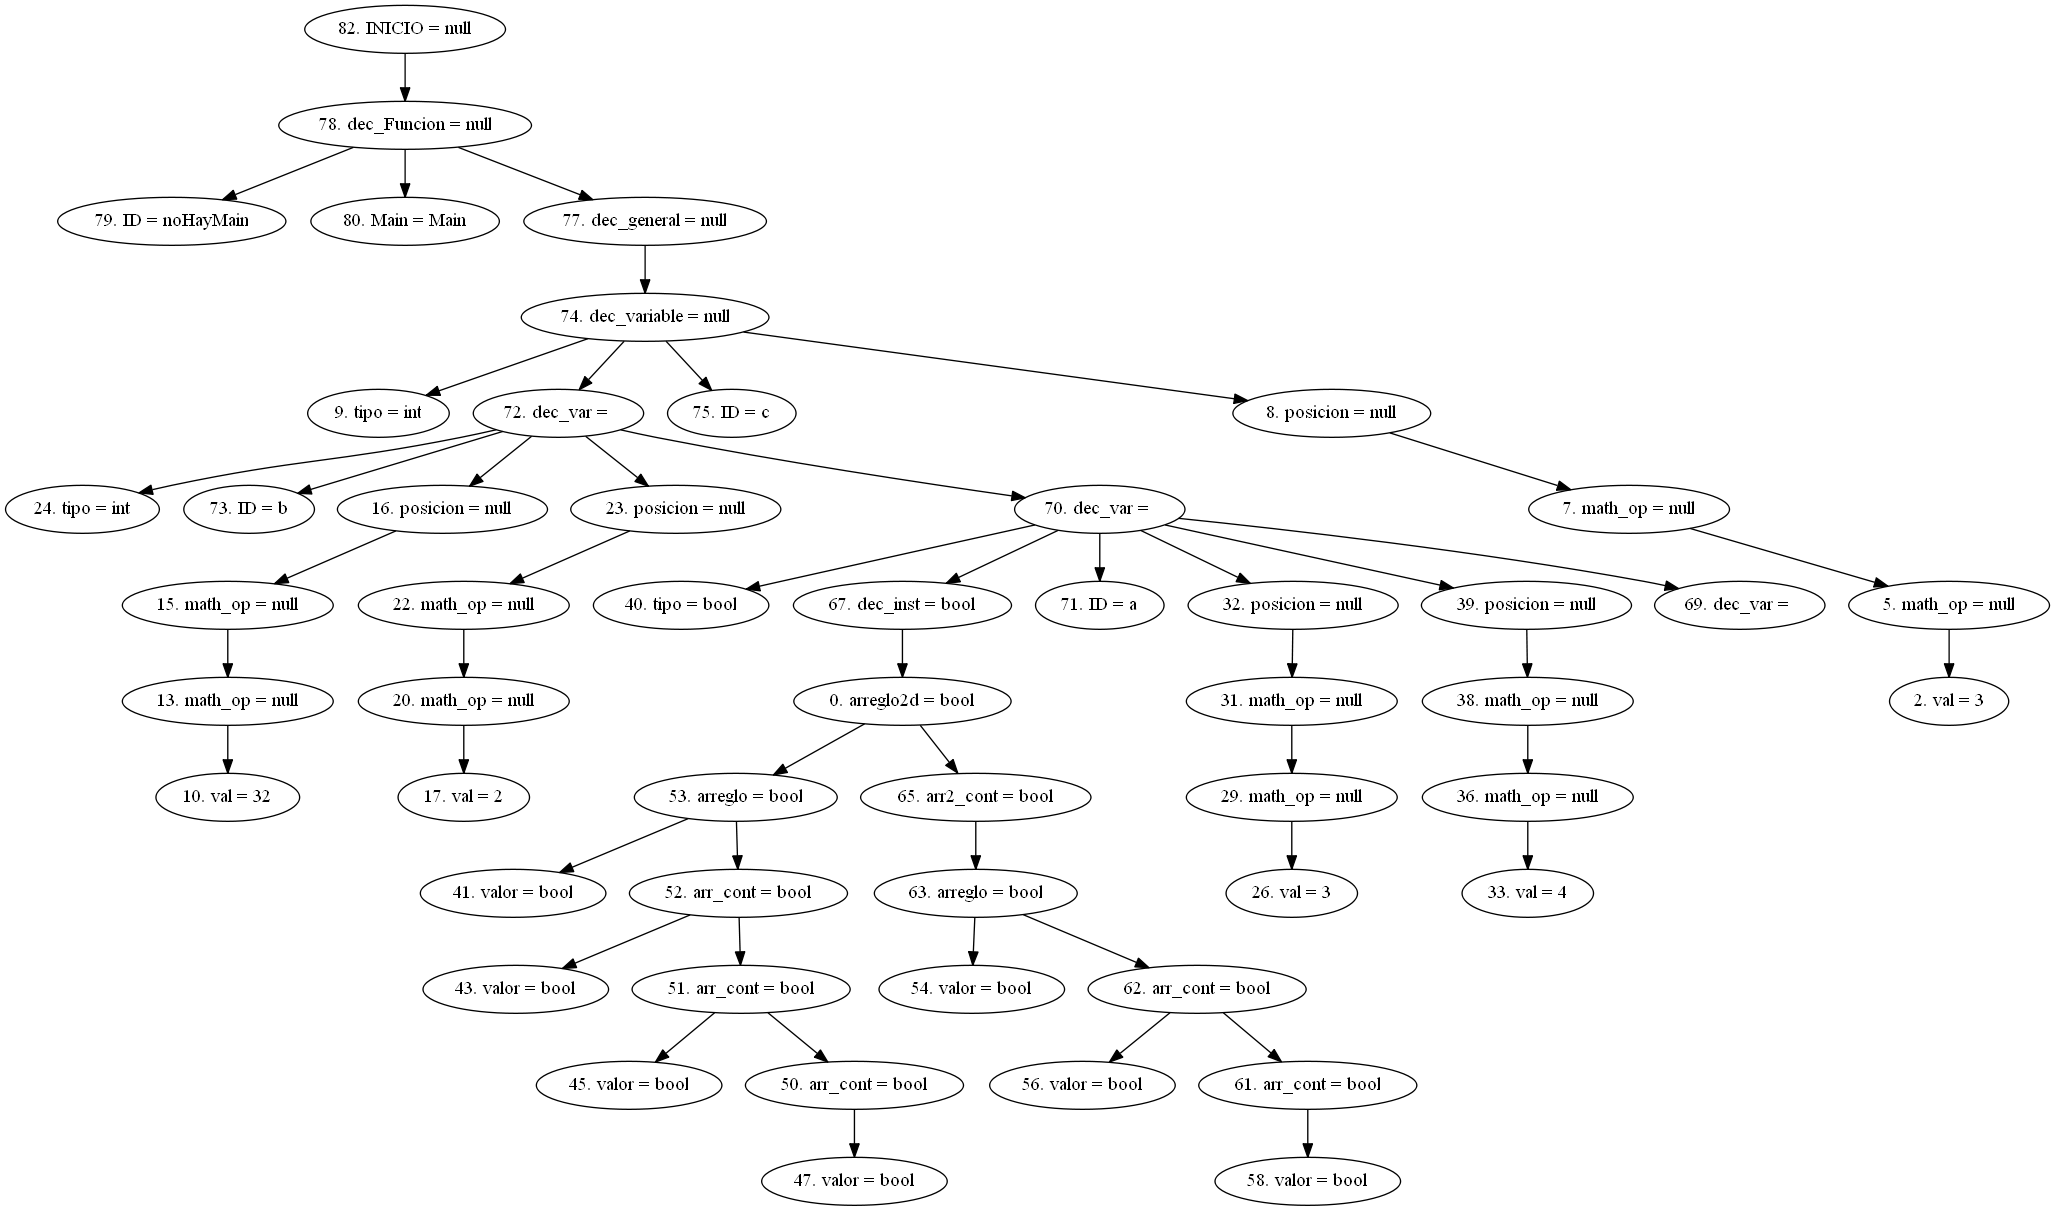 82. INICIO = null
78. dec_Funcion = null
79. ID = noHayMain
80. Main = Main
77. dec_general = null
74. dec_variable = null
9. tipo = int
72. dec_var =
75. ID = c
8. posicion = null
24. tipo = int
73. ID = b
16. posicion = null
23. posicion = null
70. dec_var =
7. math_op = null
15. math_op = null
22. math_op = null
40. tipo = bool
67. dec_inst = bool
71. ID = a
32. posicion = null
39. posicion = null
69. dec_var =
5. math_op = null
13. math_op = null
20. math_op = null
0. arreglo2d = bool
31. math_op = null
38. math_op = null
2. val = 3
10. val = 32
17. val = 2
53. arreglo = bool
65. arr2_cont = bool
29. math_op = null
36. math_op = null
41. valor = bool
52. arr_cont = bool
63. arreglo = bool
26. val = 3
33. val = 4
43. valor = bool
51. arr_cont = bool
54. valor = bool
62. arr_cont = bool
45. valor = bool
50. arr_cont = bool
56. valor = bool
61. arr_cont = bool
47. valor = bool
58. valor = bool